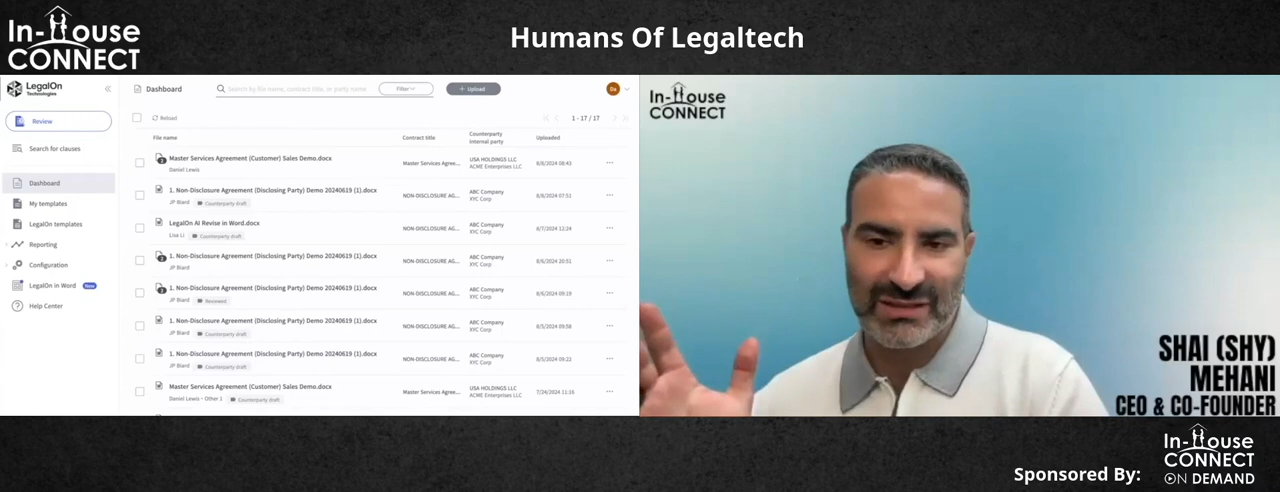 In-House
CONNECT
Humans Of Legaltech
LegalOn
Technologies
Dashboard
Search by file name, contract title, or party name
Filter
+ Upload
Da
In-House
CONNECT
Review
Search for clauses
Dashboard
My templates
LegalOn templates
Reporting
Configuration
LegalOn in Word New
Help Center
Reload
1 - 17 / 17
File name
Contract title
Counterparty
Internal party
Uploaded
Master Services Agreement (Customer) Sales Demo.docx
Daniel Lewis
Master Services Agree...
USA HOLDINGS LLC
ACME Enterprises LLC
8/8/2024 08:43
1. Non-Disclosure Agreement (Disclosing Party) Demo 20240619 (1).docx
JP Biard Counterparty draft
NON-DISCLOSURE AG...
ABC Company
XYC Corp
8/8/2024 07:51
LegalOn AI Revise in Word.docx
Lisa Li Counterparty draft
NON-DISCLOSURE AG...
ABC Company
XYC Corp
8/7/2024 12:24
1. Non-Disclosure Agreement (Disclosing Party) Demo 20240619 (1).docx
JP Biard
NON-DISCLOSURE AG...
ABC Company
XYC Corp
8/6/2024 20:51
1. Non-Disclosure Agreement (Disclosing Party) Demo 20240619 (1).docx
JP Biard Renewed
NON-DISCLOSURE AG...
ABC Company
XYC Corp
8/6/2024 09:19
1. Non-Disclosure Agreement (Disclosing Party) Demo 20240619 (1).docx
JP Biard Counterparty draft
NON-DISCLOSURE AG...
ABC Company
XYC Corp
8/5/2024 09:58
1. Non-Disclosure Agreement (Disclosing Party) Demo 20240619 (1).docx
JP Biard Counterparty draft
NON-DISCLOSURE AG...
ABC Company
XYC Corp
8/5/2024 09:22
Master Services Agreement (Customer) Sales Demo.docx
Daniel Lewis - Other 1 Counterparty draft
Master Services Agree...
USA HOLDINGS LLC
ACME Enterprises LLC
7/24/2024 11:16
SHAI (SHY)
MEHANI
CEO & CO-FOUNDER
Sponsored By:
In-House
CONNECT
ON DEMAND